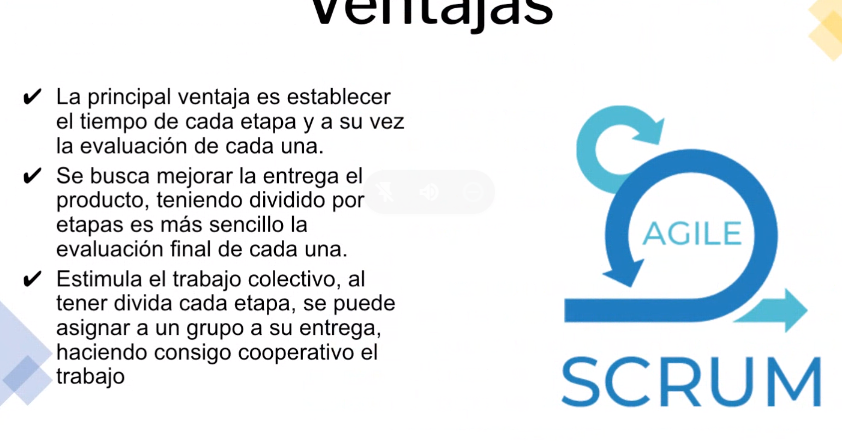 Ventajas
✔ La principal ventaja es establecer
el tiempo de cada etapa y a su vez
la evaluación de cada una.
✔ Se busca mejorar la entrega el
producto, teniendo dividido por
etapas es más sencillo la
evaluación final de cada una.
✔ Estimula el trabajo colectivo, al
tener divida cada etapa, se puede
asignar a un grupo a su entrega,
haciendo consigo cooperativo el
trabajo
AGILE
SCRUM